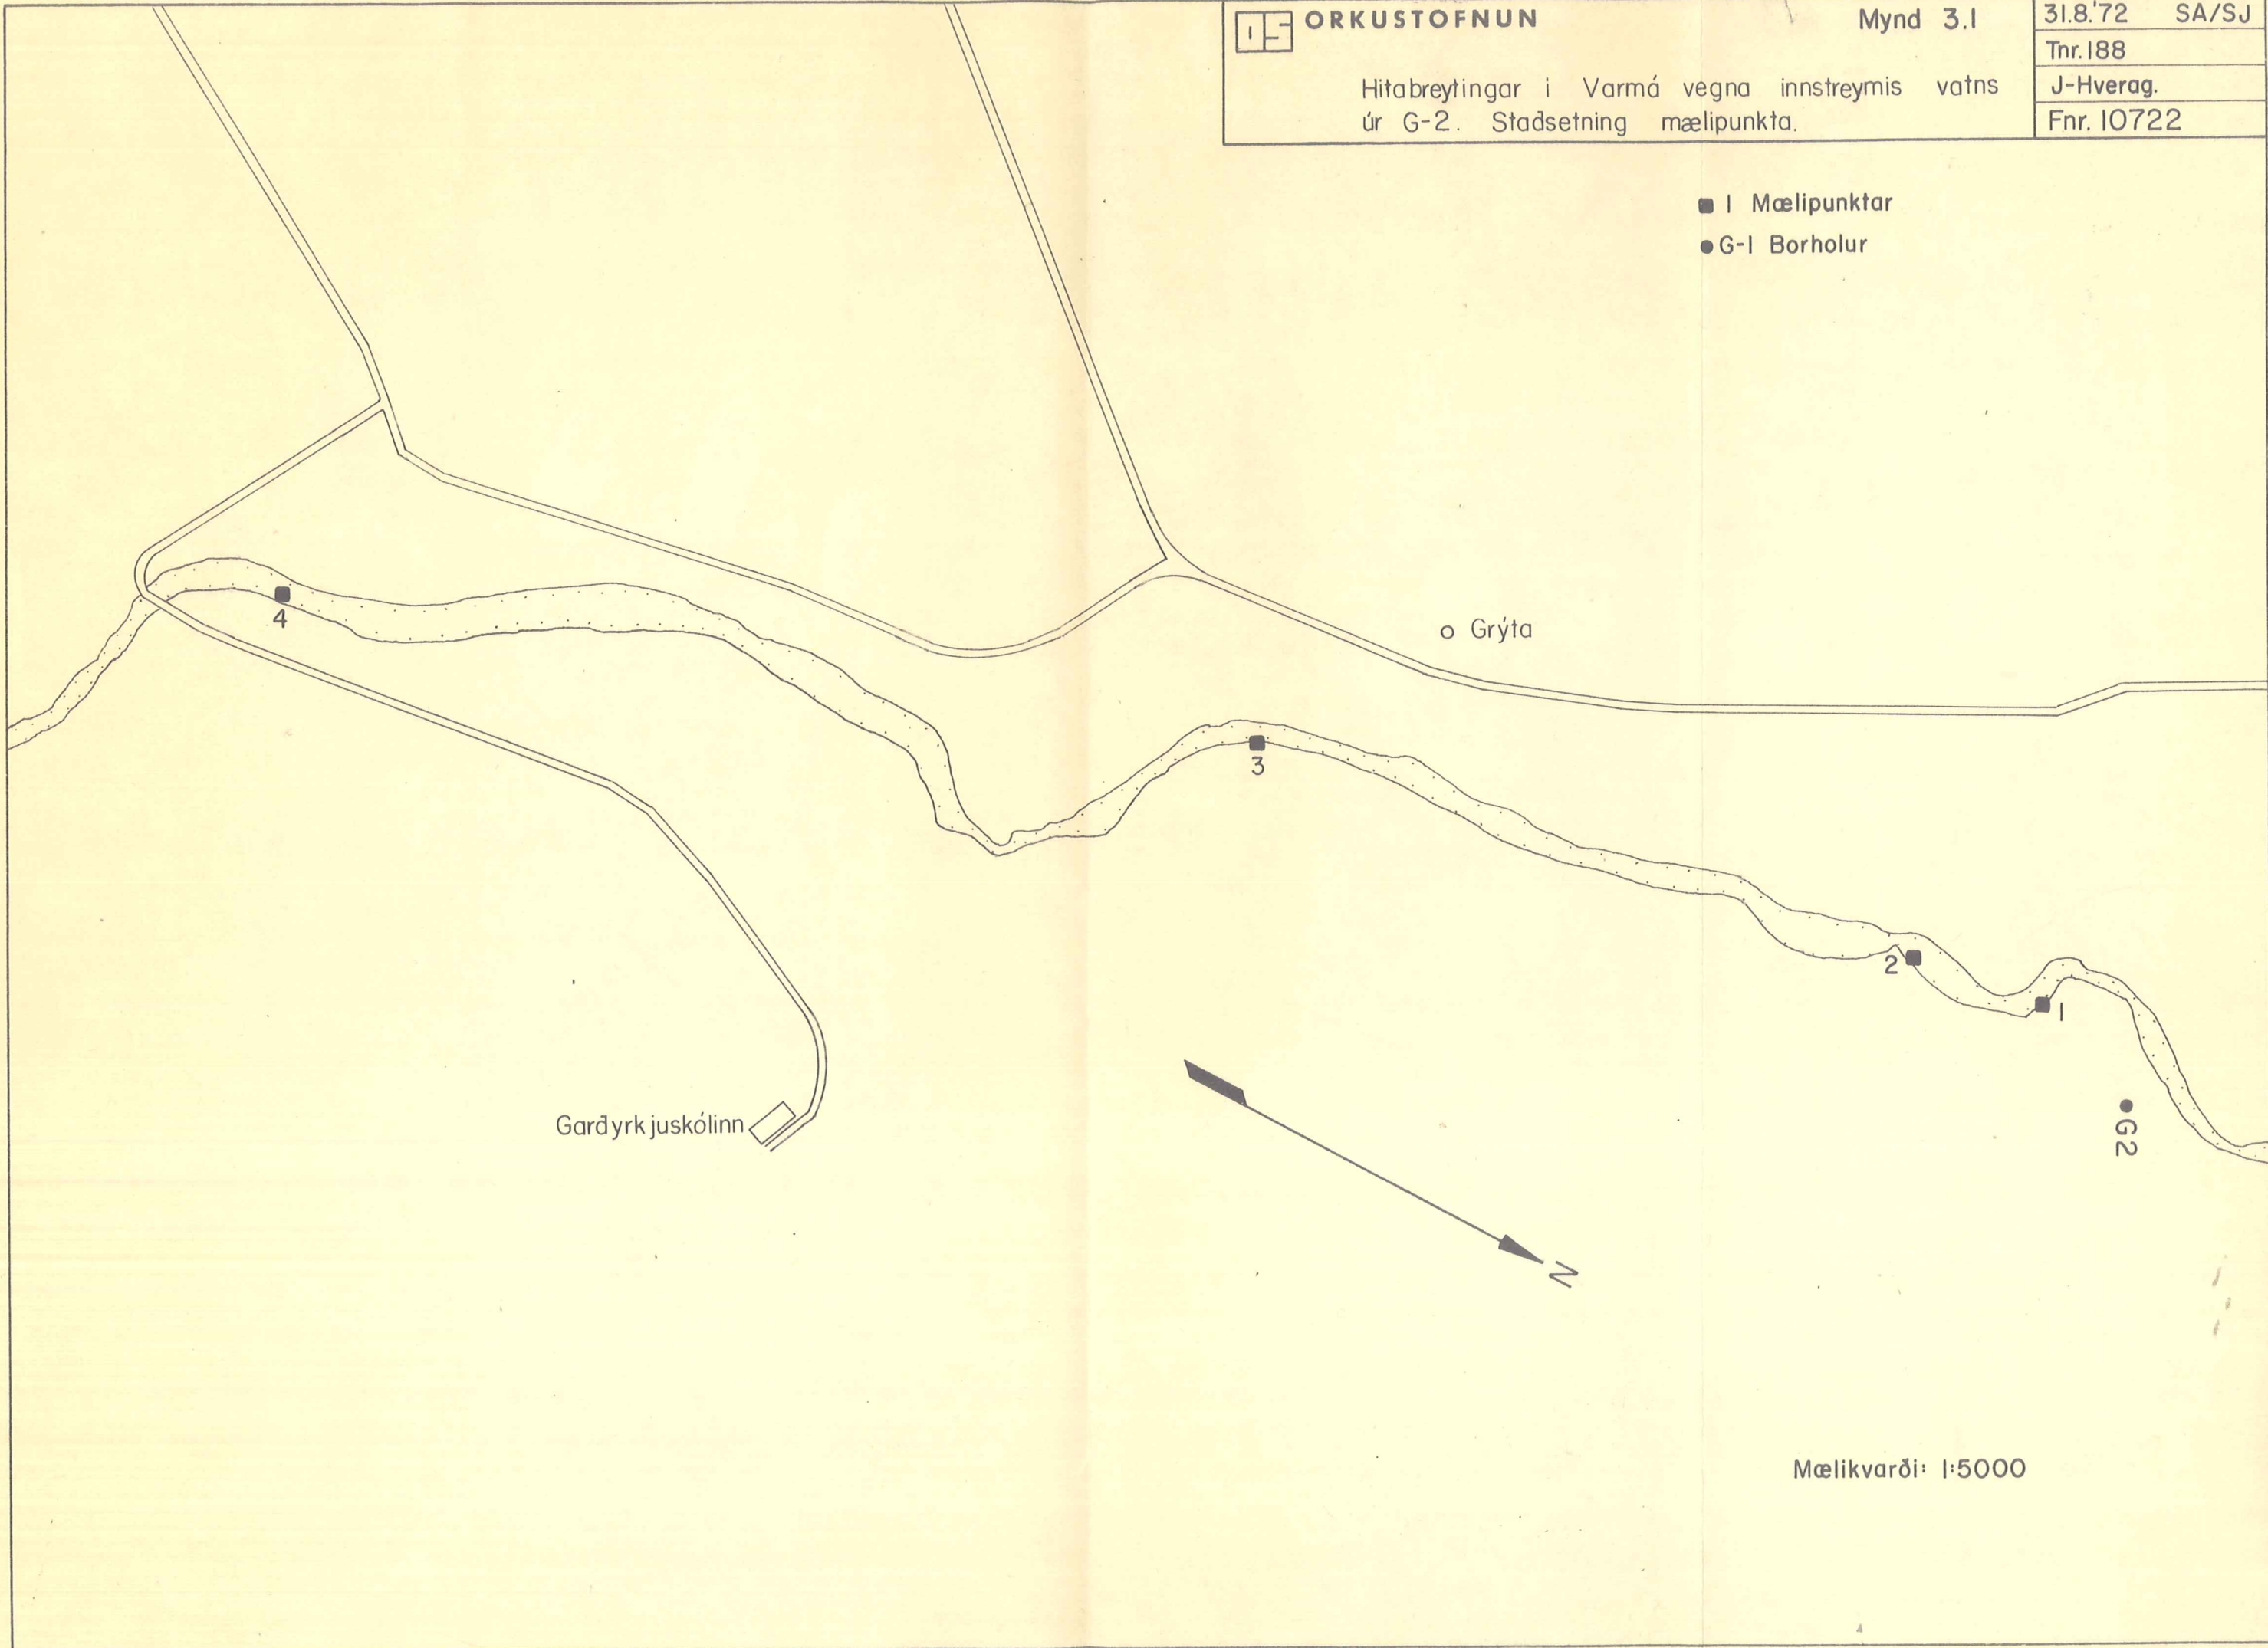 OS ORKUSTOFNUN
Mynd 3.1
Hitabreytingar i Varmá vegna innstreymis vatns
úr G-2. Staðsetning mælipunkta.
31.8.'72 SA/SJ
Tnr. 188
J-Hverag.
Fnr. 10722
1 Mælipunktar
G-1 Borholur
4
Grýta
3
2
1
G2
Garðyrkjuskólinn
N
Mælikvarði: 1:5000